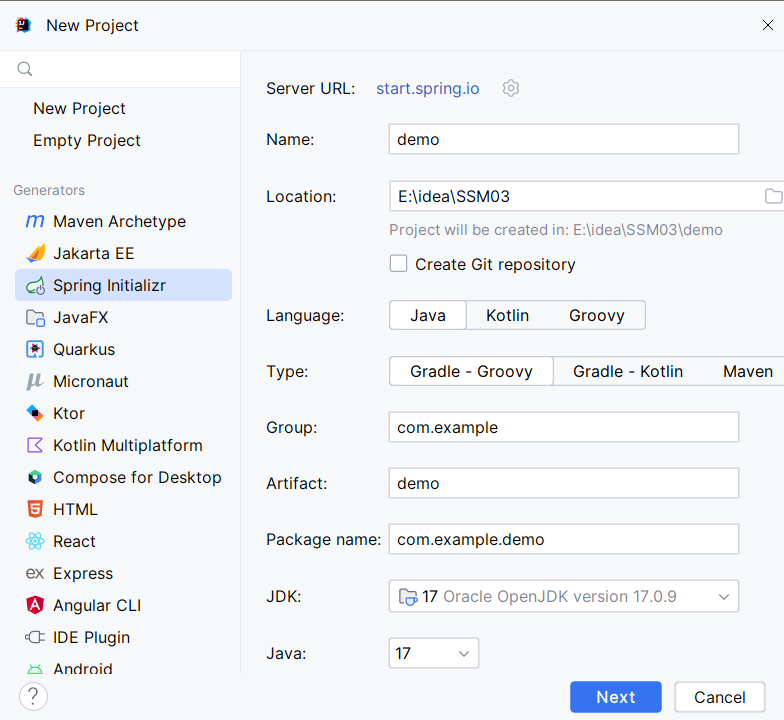 New Project
New Project
Empty Project
Generators
Maven Archetype
Jakarta EE
Spring Initializr
JavaFX
Quarkus
Micronaut
Ktor
Kotlin Multiplatform
Compose for Desktop
HTML
React
ex Express
Angular CLI
IDE Plugin
Android
Server URL: start.spring.io
Name: demo
Location: E:\idea\SSM03
Project will be created in: E:\idea\SSM03\demo
Create Git repository
Language: Java Kotlin Groovy
Type: Gradle - Groovy Gradle - Kotlin Maven
Group: com.example
Artifact: demo
Package name: com.example.demo
JDK: 17 Oracle OpenJDK version 17.0.9
Java: 17
? Next Cancel